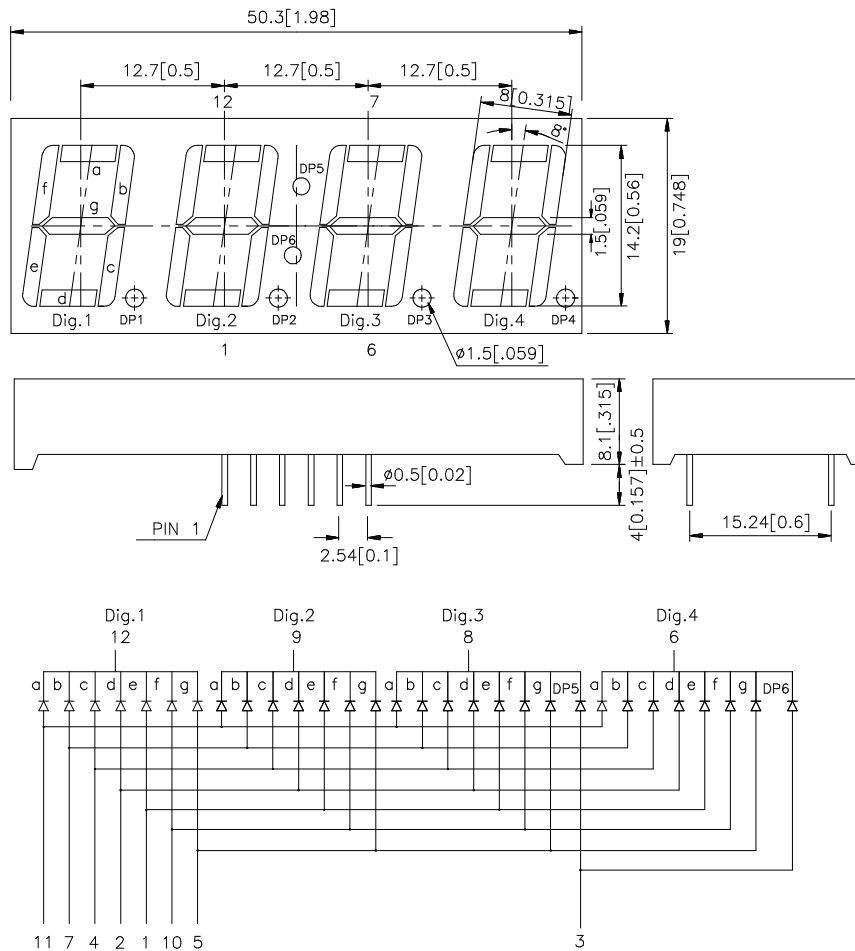 50.3[1.98]
12.7[0.5] 12.7[0.5] 12.7[0.5]
12 7 8[0.315]
8°
a b f g e c d
DP5
DP6
1.5[.059]
14.2[0.56]
19[0.748]
Dig.1 DP1 Dig.2 DP2 Dig.3 DP3 Dig.4 DP4
1 6
ø1.5[.059]
8.1[.315]
ø0.5[0.02]
4[0.157]±0.5
PIN 1
2.54[0.1]
15.24[0.6]
Dig.1 Dig.2 Dig.3 Dig.4
12 9 8 6
a b c d e f g a b c d e f g a b c d e f g DP5 a b c d e f g DP6
11 7 4 2 1 10 5 3